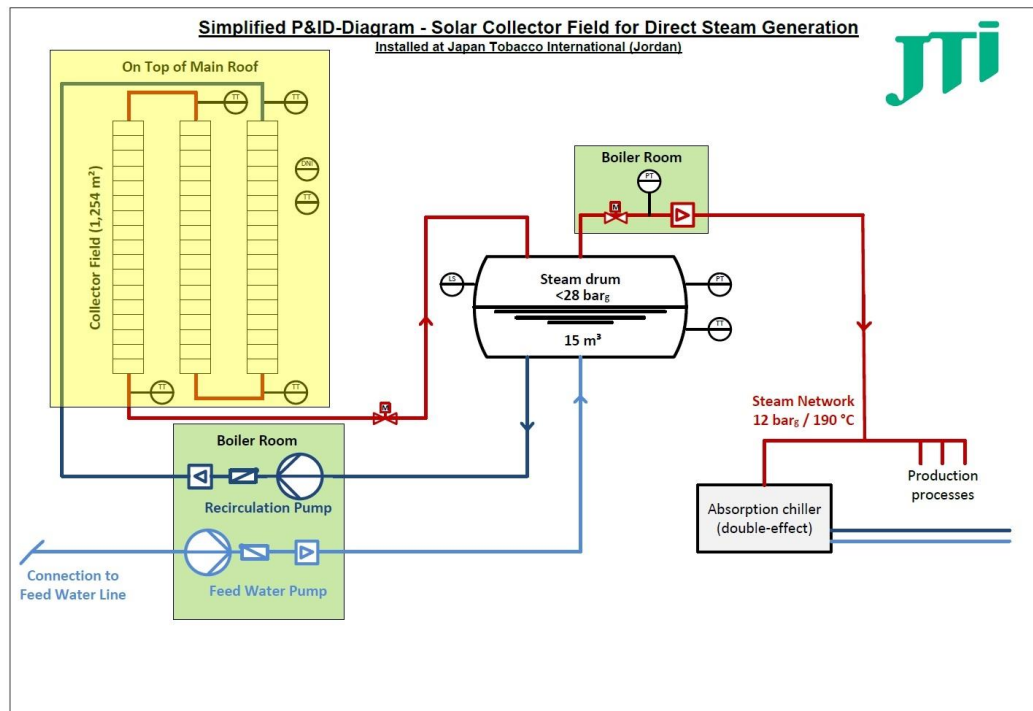 Simplified P&ID-Diagram - Solar Collector Field for Direct Steam Generation
Installed at Japan Tobacco International (Jordan)
JTi
On Top of Main Roof
Collector Field (1,254 m²)
TT
TT
DNI
TT
TT
TT
Boiler Room
PT
M
LS
Steam drum
<28 barg
15 m³
PT
TT
M
Steam Network
12 barg / 190 °C
Boiler Room
Recirculation Pump
Feed Water Pump
Connection to
Feed Water Line
Absorption chiller
(double-effect)
Production
processes